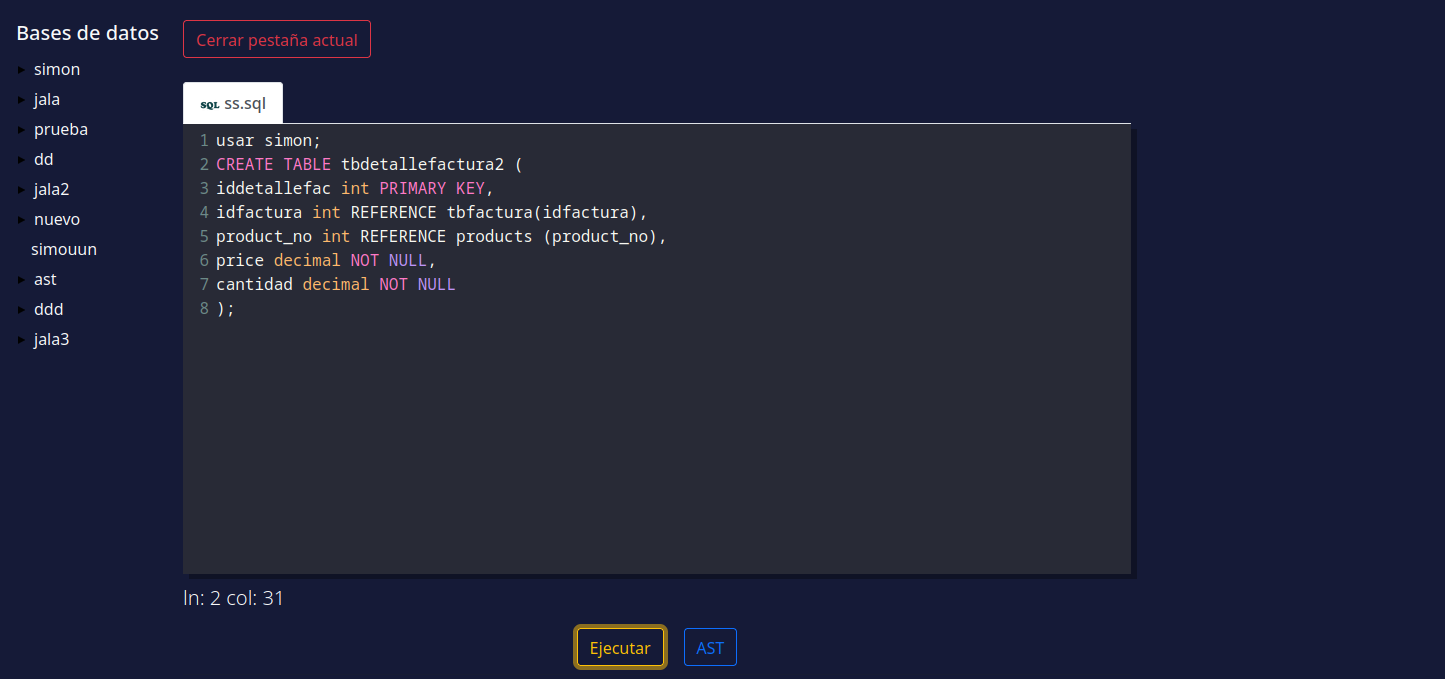 Bases de datos
simon
jala
prueba
dd
jala2
nuevo
simouun
ast
ddd
jala3
Cerrar pestaña actual
SQL ss.sql
1 usar simon;
2 CREATE TABLE tbdetallefactura2 (
3 iddetallefac int PRIMARY KEY,
4 idfactura int REFERENCE tbfactura(idfactura),
5 product_no int REFERENCE products (product_no),
6 price decimal NOT NULL,
7 cantidad decimal NOT NULL
8 );
ln: 2 col: 31
Ejecutar
AST